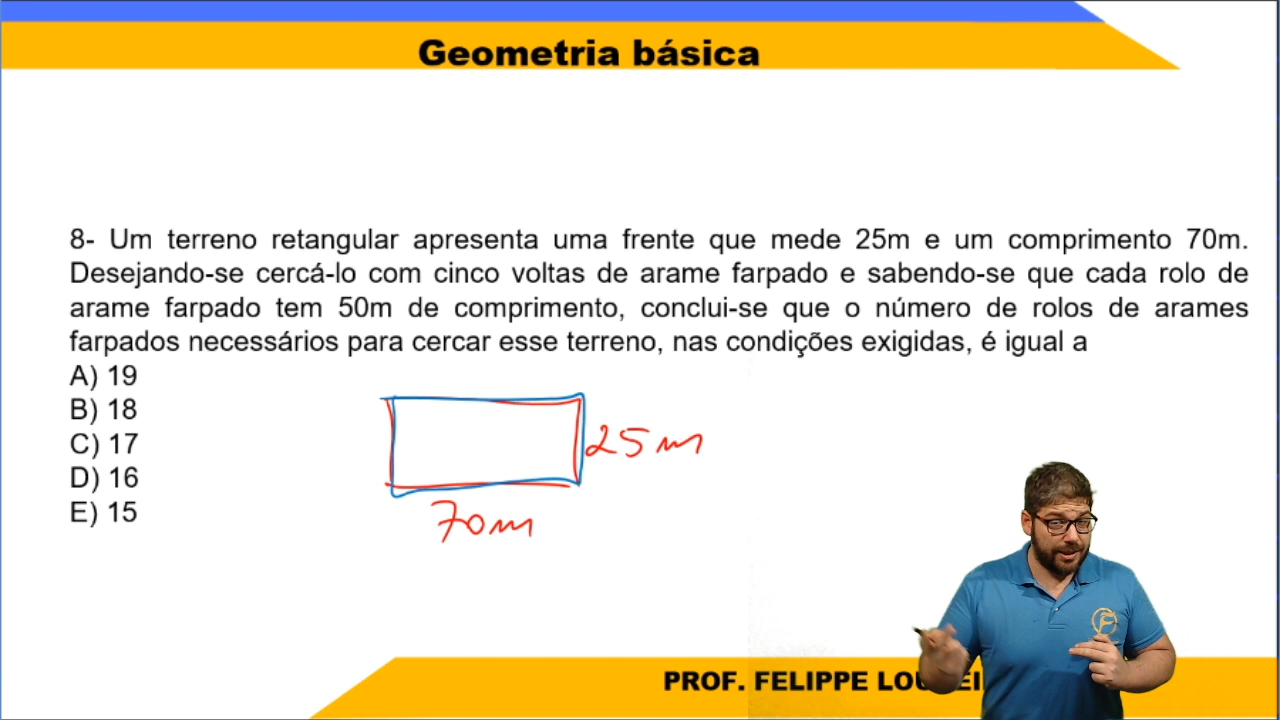 Geometria básica
8- Um terreno retangular apresenta uma frente que mede 25m e um comprimento 70m.
Desejando-se cercá-lo com cinco voltas de arame farpado e sabendo-se que cada rolo de
arame farpado tem 50m de comprimento, conclui-se que o número de rolos de arames
farpados necessários para cercar esse terreno, nas condições exigidas, é igual a
A) 19
B) 18
C) 17
D) 16
E) 15
25m
70m
PROF. FELIPPE